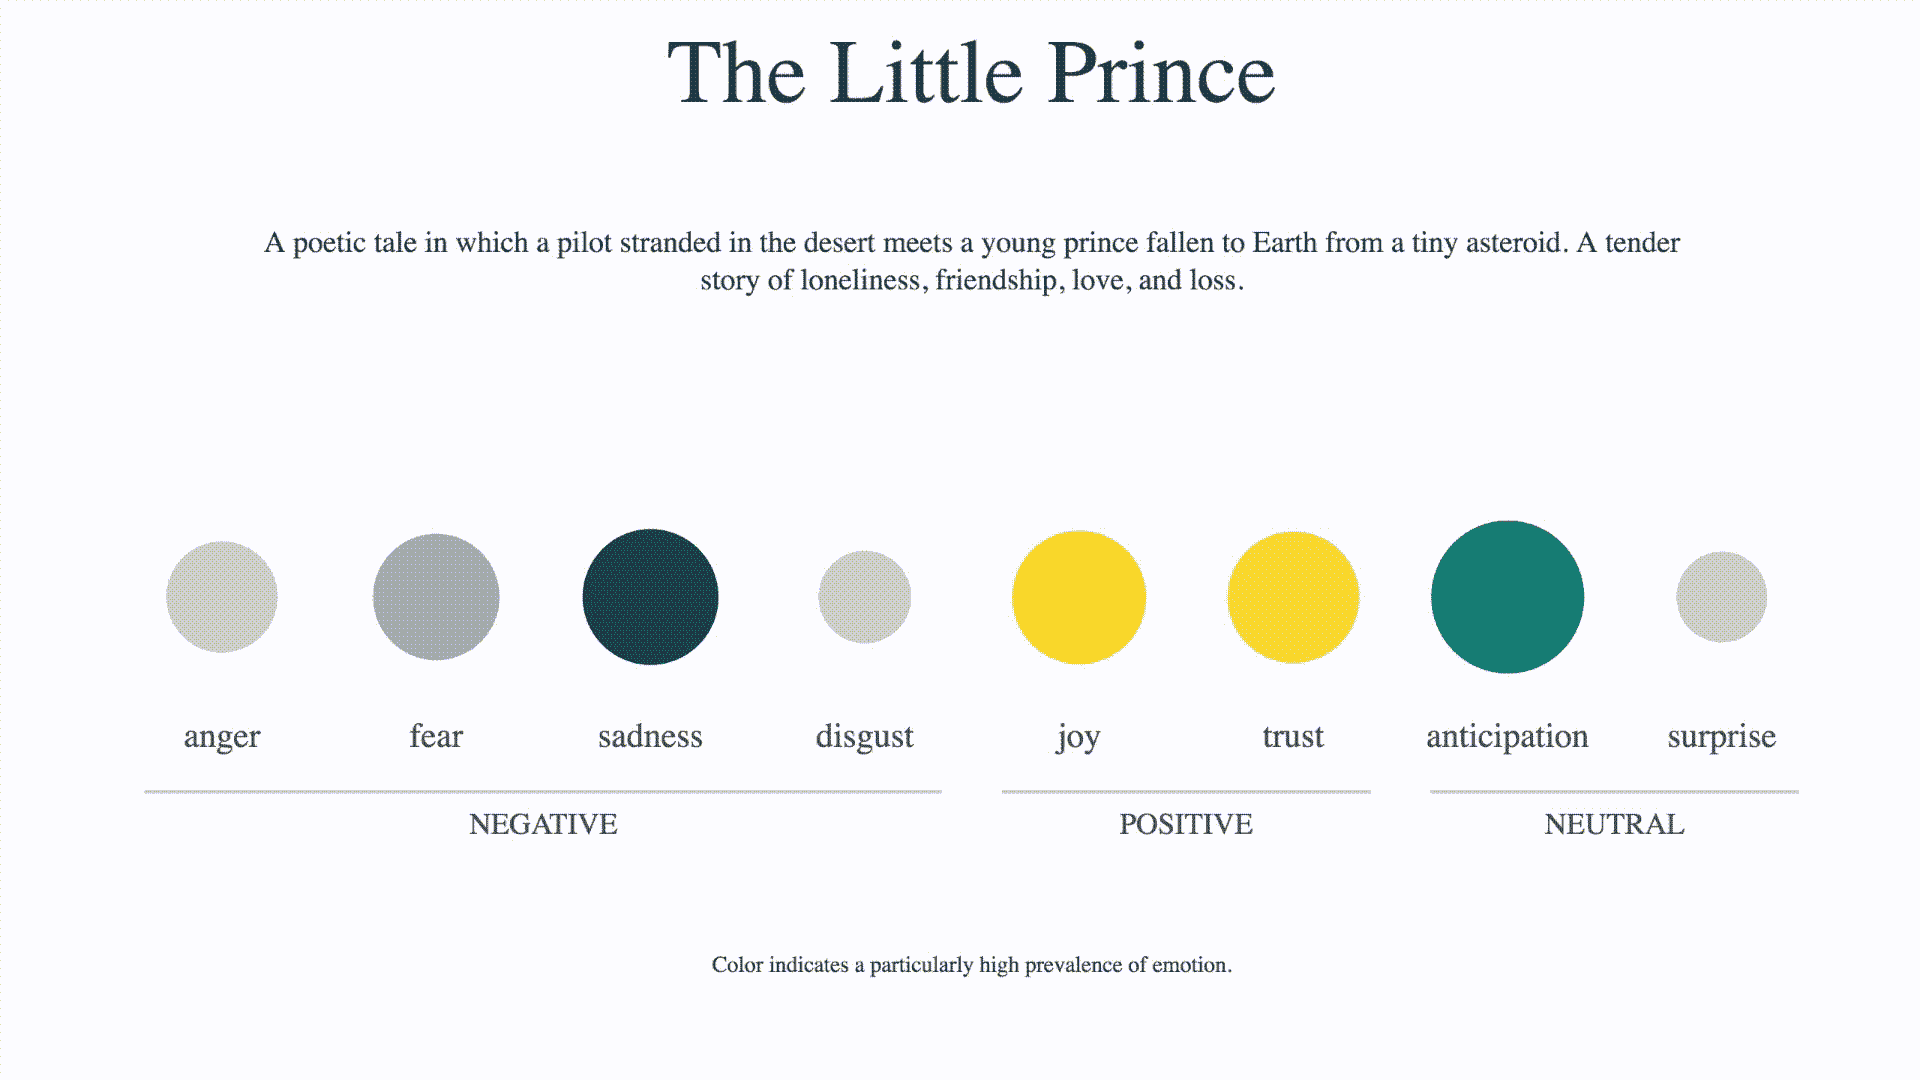 The Little Prince
A poetic tale in which a pilot stranded in the desert meets a young prince fallen to Earth from a tiny asteroid. A tender
story of loneliness, friendship, love, and loss.
anger fear sadness disgust joy trust anticipation surprise
NEGATIVE POSITIVE NEUTRAL
Color indicates a particularly high prevalence of emotion.